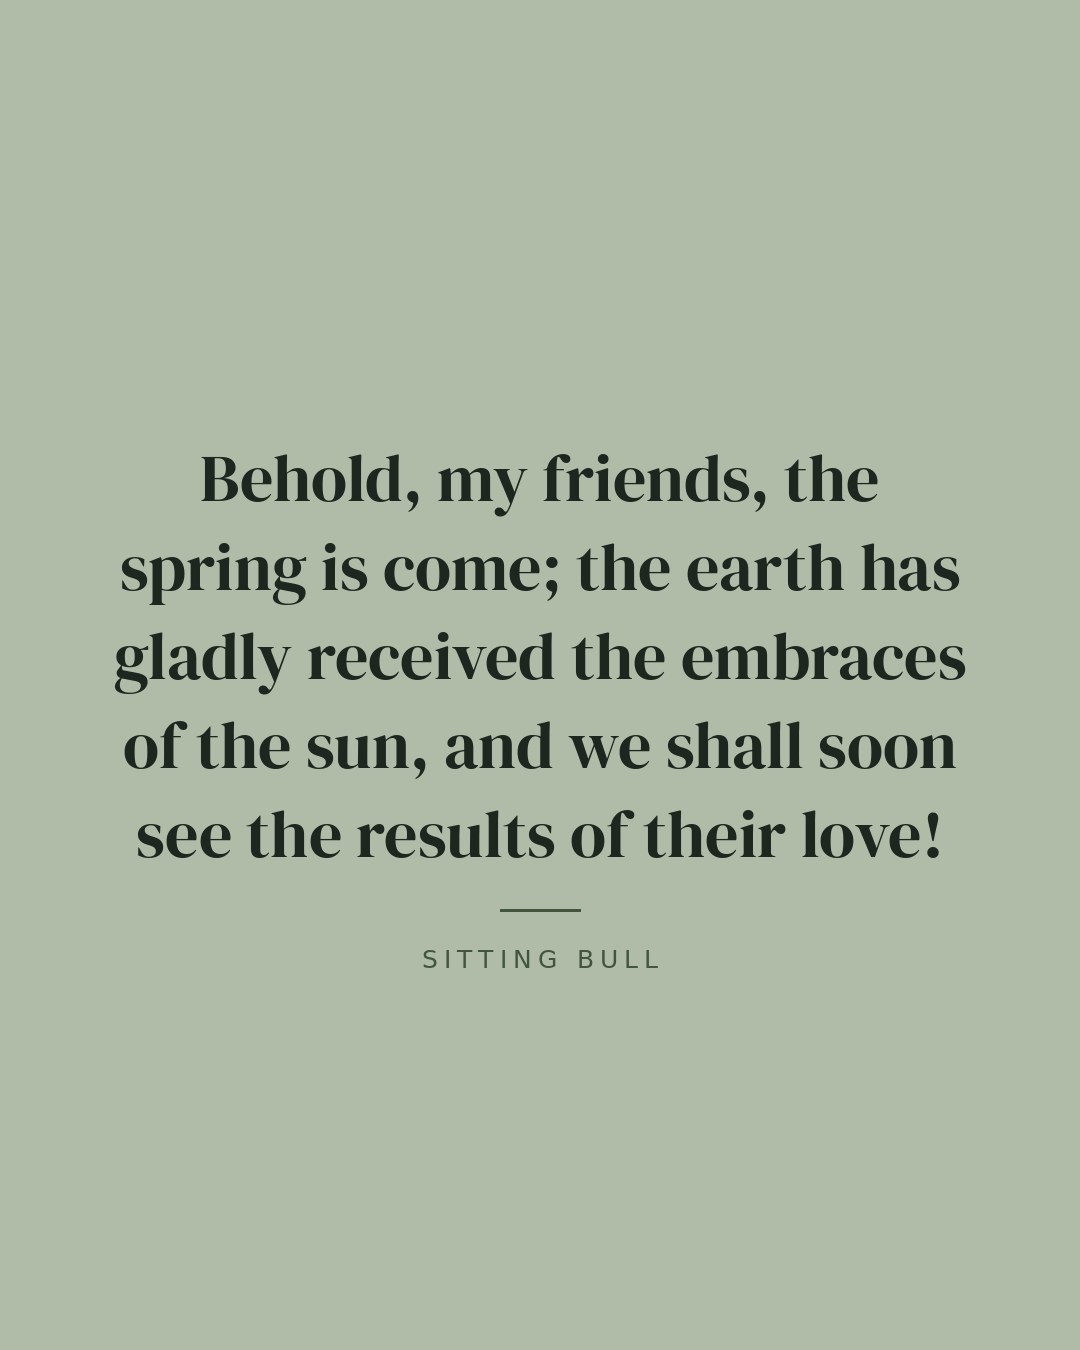 Behold, my friends, the
spring is come; the earth has
gladly received the embraces
of the sun, and we shall soon
see the results of their love!
SITTING BULL